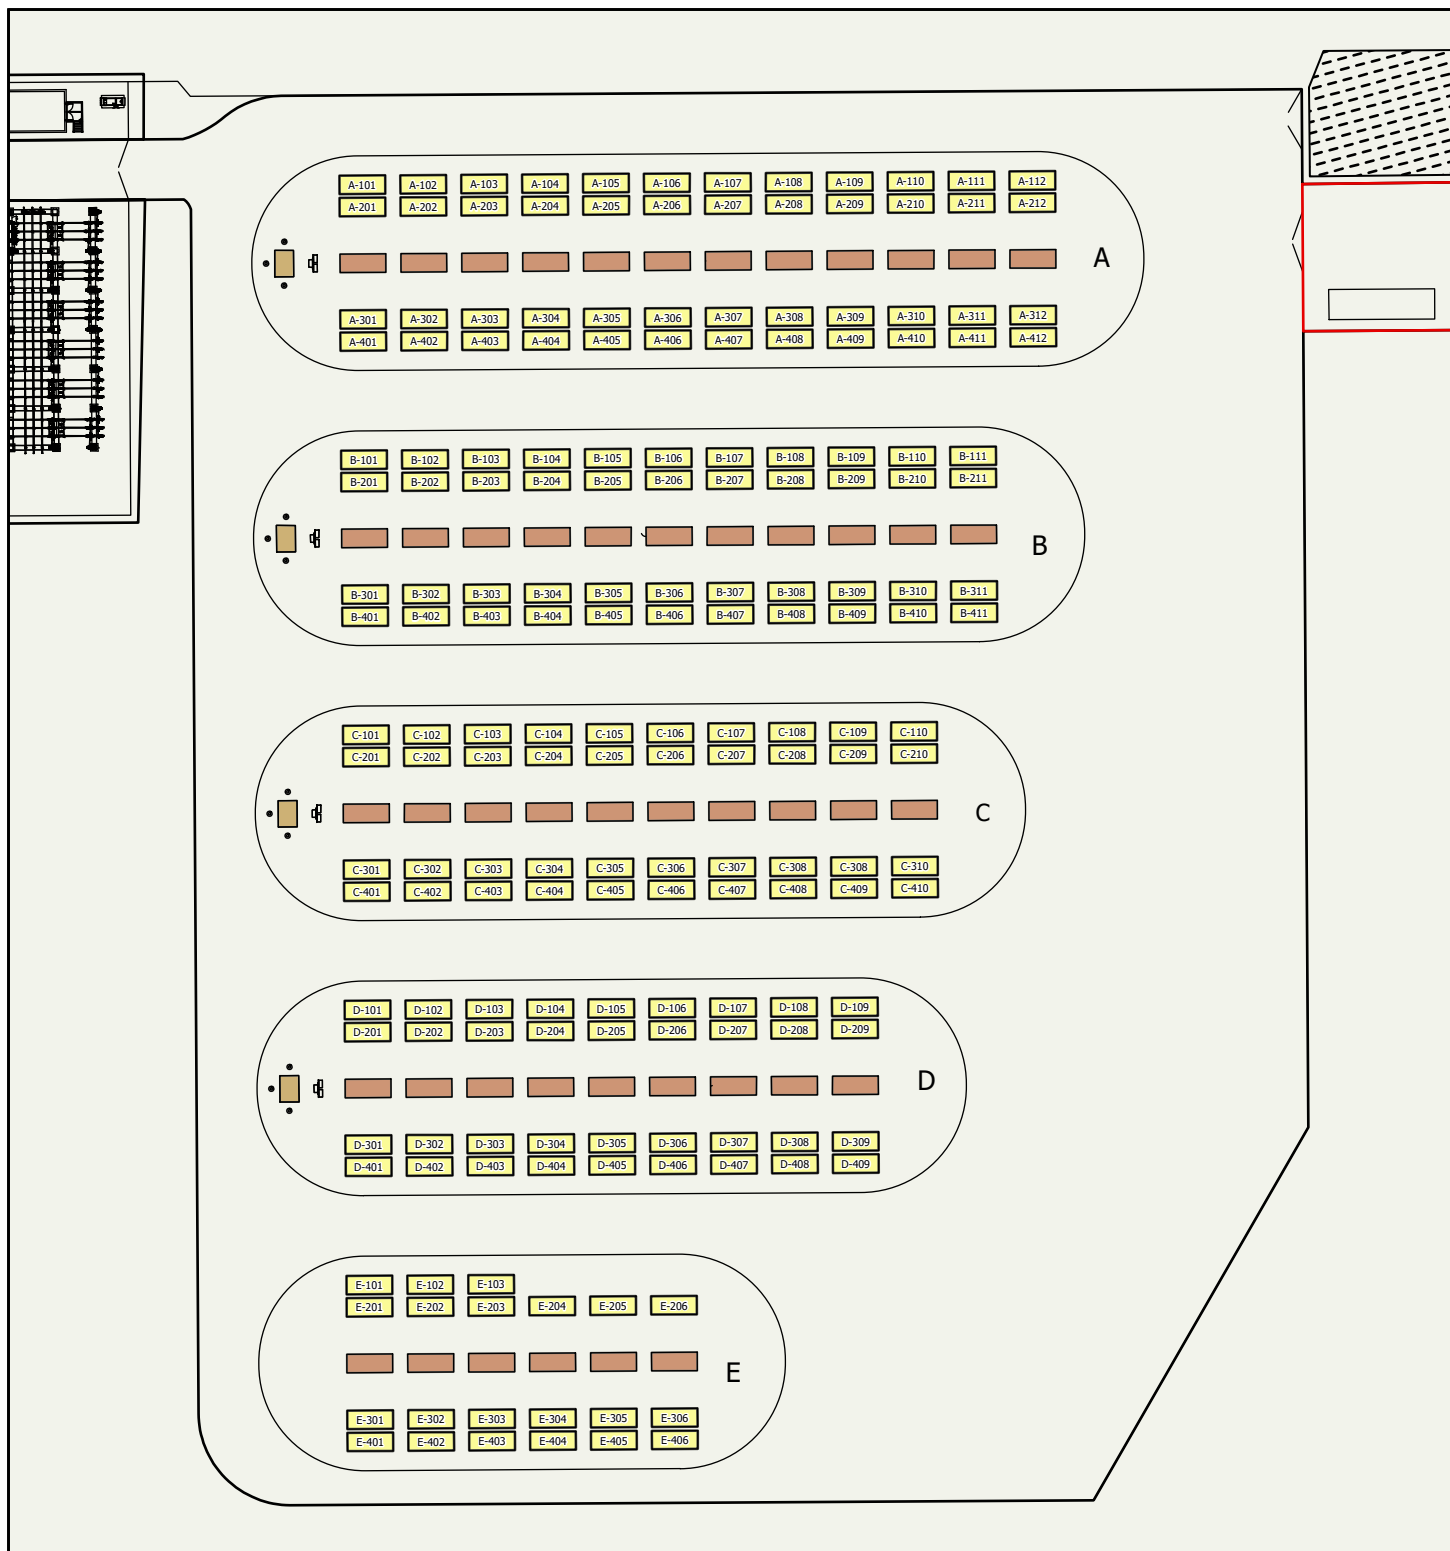 A-101 A-102 A-103 A-104 A-105 A-106 A-107 A-108 A-109 A-110 A-111 A-112
A-201 A-202 A-203 A-204 A-205 A-206 A-207 A-208 A-209 A-210 A-211 A-212
A
A-301 A-302 A-303 A-304 A-305 A-306 A-307 A-308 A-309 A-310 A-311 A-312
A-401 A-402 A-403 A-404 A-405 A-406 A-407 A-408 A-409 A-410 A-411 A-412
B-101 B-102 B-103 B-104 B-105 B-106 B-107 B-108 B-109 B-110 B-111
B-201 B-202 B-203 B-204 B-205 B-206 B-207 B-208 B-209 B-210 B-211
B
B-301 B-302 B-303 B-304 B-305 B-306 B-307 B-308 B-309 B-310 B-311
B-401 B-402 B-403 B-404 B-405 B-406 B-407 B-408 B-409 B-410 B-411
C-101 C-102 C-103 C-104 C-105 C-106 C-107 C-108 C-109 C-110
C-201 C-202 C-203 C-204 C-205 C-206 C-207 C-208 C-209 C-210
C
C-301 C-302 C-303 C-304 C-305 C-306 C-307 C-308 C-308 C-310
C-401 C-402 C-403 C-404 C-405 C-406 C-407 C-408 C-409 C-410
D-101 D-102 D-103 D-104 D-105 D-106 D-107 D-108 D-109
D-201 D-202 D-203 D-204 D-205 D-206 D-207 D-208 D-209
D
D-301 D-302 D-303 D-304 D-305 D-306 D-307 D-308 D-309
D-401 D-402 D-403 D-404 D-405 D-406 D-407 D-408 D-409
E-101 E-102 E-103
E-201 E-202 E-203 E-204 E-205 E-206
E
E-301 E-302 E-303 E-304 E-305 E-306
E-401 E-402 E-403 E-404 E-405 E-406